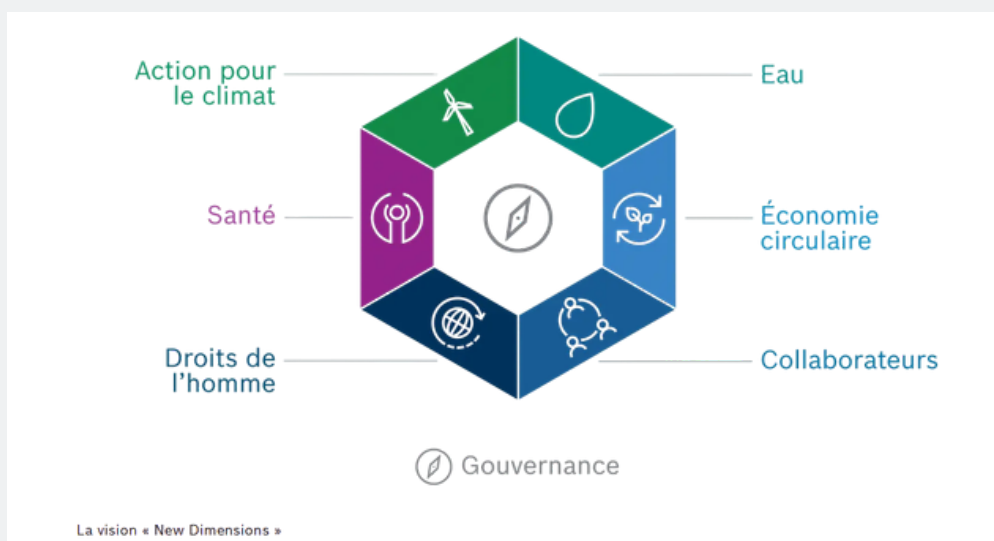 Action pour
le climat
Eau
Santé
Économie
circulaire
Droits de
l’homme
Collaborateurs
Gouvernance
La vision « New Dimensions »